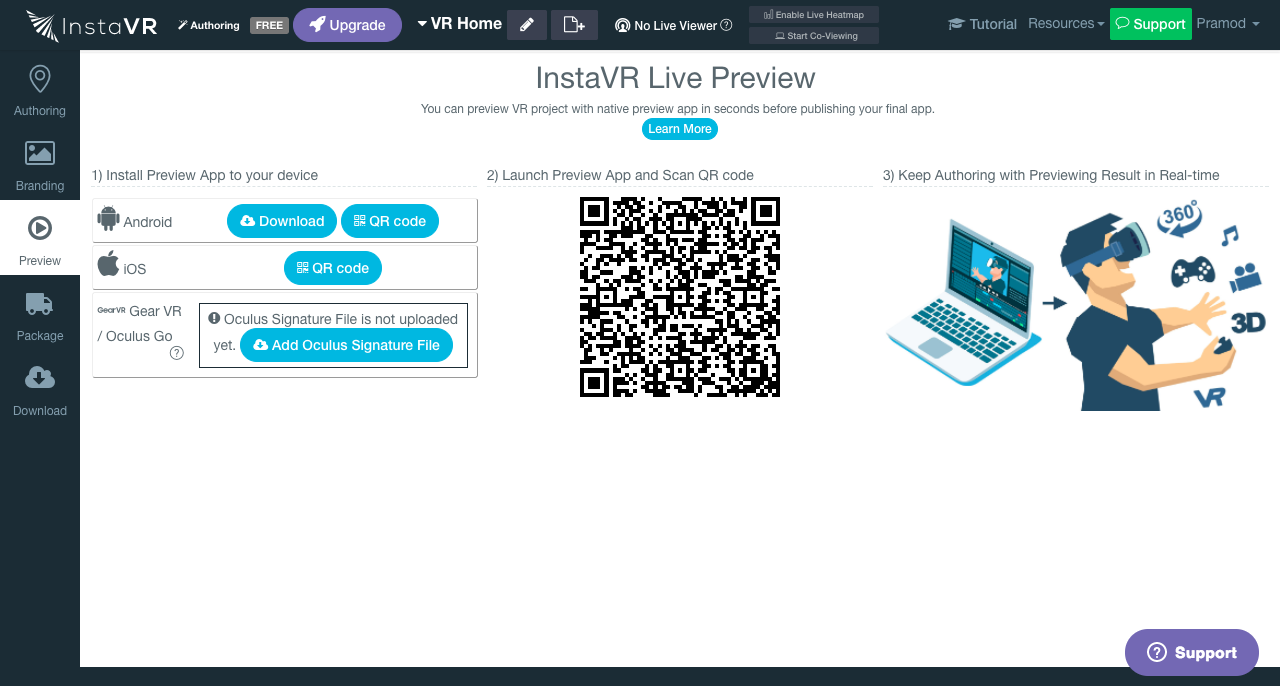 InstaVR Authoring FREE Upgrade VR Home No Live Viewer ? Enable Live Heatmap Tutorial Resources Support Pramod
Start Co-Viewing
Authoring
Branding
Preview
Package
Download
InstaVR Live Preview
You can preview VR project with native preview app in seconds before publishing your final app.
Learn More
1) Install Preview App to your device
Android Download QR code
iOS QR code
GearVR Gear VR
/ Oculus Go
?
Oculus Signature File is not uploaded
yet. Add Oculus Signature File
2) Launch Preview App and Scan QR code
3) Keep Authoring with Previewing Result in Real-time
360°
3D
VR
? Support